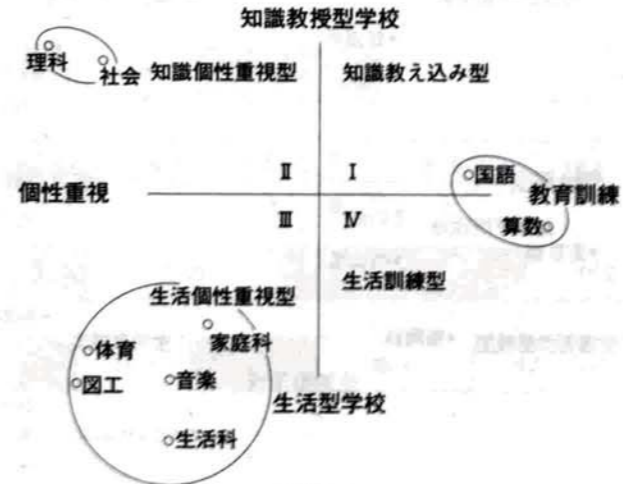 知識教授型学校
理科
社会
知識個性重視型
知識教え込み型
Ⅱ
Ⅰ
国語
個性重視
教育訓練
Ⅲ
Ⅳ
算数
生活訓練型
生活個性重視型
家庭科
体育
図工
音楽
生活型学校
生活科